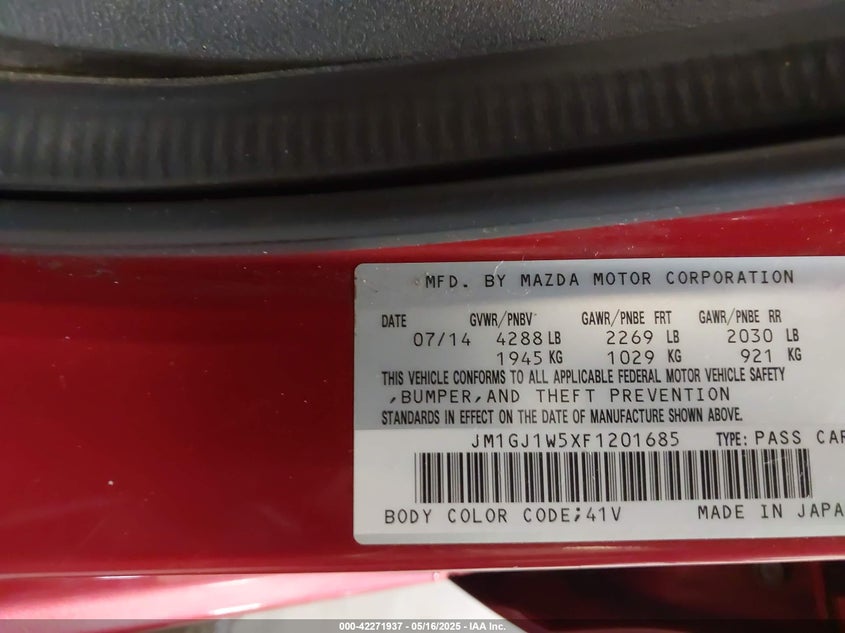 MFD. BY MAZDA MOTOR CORPORATION
DATE GVWR/PNBV GAWR/PNBE FRT GAWR/PNBE RR
07/14 4288 LB 2269 LB 2030 LB
1945 KG 1029 KG 921 KG
THIS VEHICLE CONFORMS TO ALL APPLICABLE FEDERAL MOTOR VEHICLE SAFETY
,BUMPER,AND THEFT PREVENTION
STANDARDS IN EFFECT ON THE DATE OF MANUFACTURE SHOWN ABOVE.
JM1GJ1W5XF1201685 TYPE: PASS CAR
BODY COLOR CODE;41V MADE IN JAPA
000-42271937 - 05/16/2025 - IAA Inc.